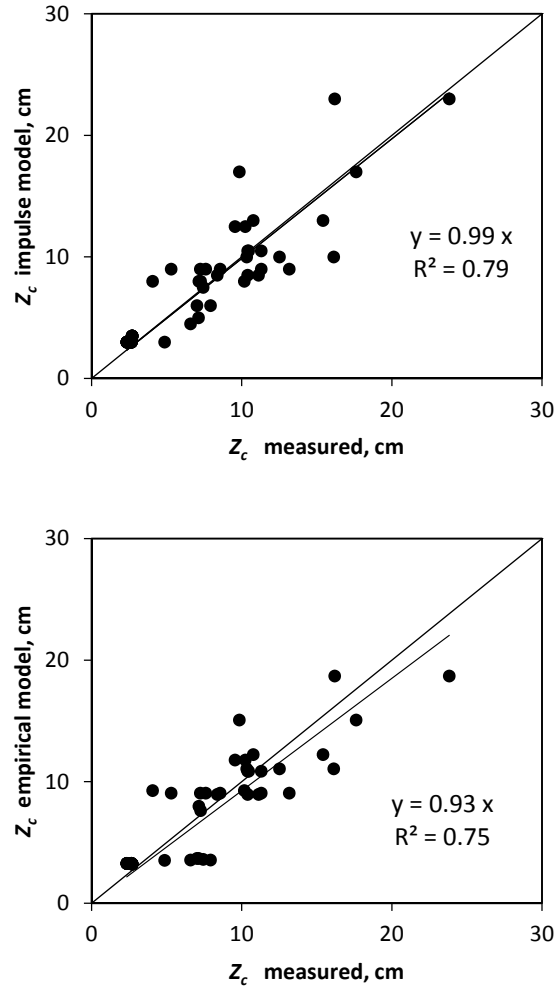 30
20
10
0
Z_c impulse model, cm
y = 0.99 x
R² = 0.79
0 10 20 30
Z_c measured, cm
30
20
10
0
Z_c empirical model, cm
y = 0.93 x
R² = 0.75
0 10 20 30
Z_c measured, cm